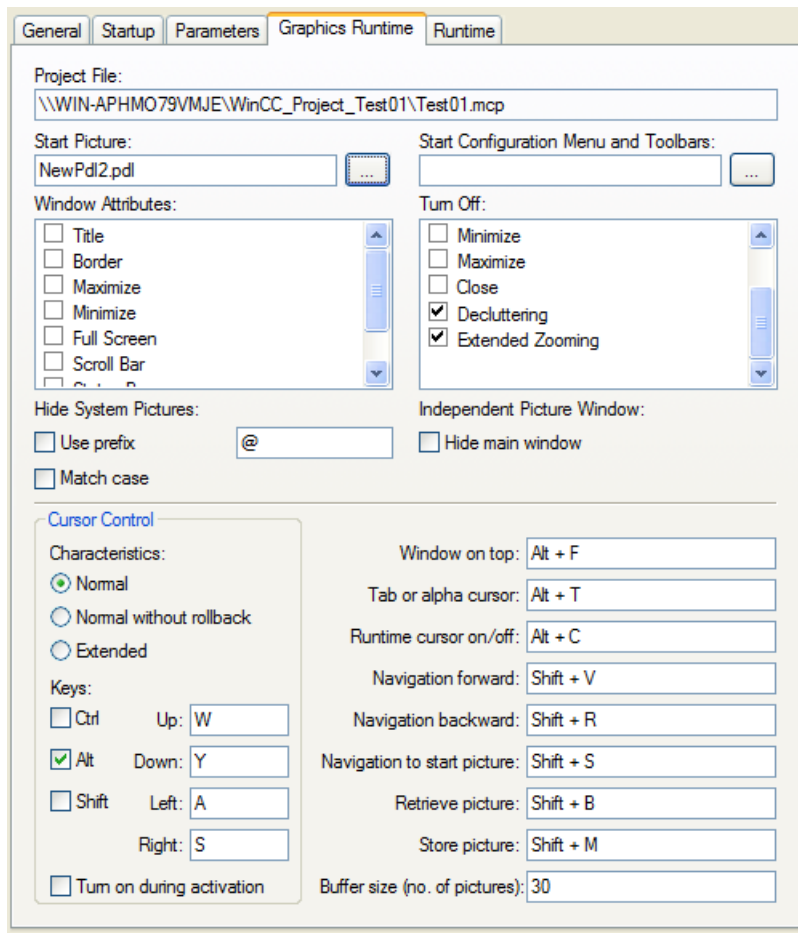 General Startup Parameters Graphics Runtime Runtime
Project File:
\\WIN-APHMO79VMJE\WinCC_Project_Test01\Test01.mcp
Start Picture: Start Configuration Menu and Toolbars:
NewPdl2.pdl ... ...
Window Attributes: Turn Off:
Title Minimize
Border Maximize
Maximize Close
Minimize Decluttering
Full Screen Extended Zooming
Scroll Bar
Hide System Pictures: Independent Picture Window:
Use prefix @ Hide main window
Match case
Cursor Control
Characteristics: Window on top: Alt + F
Normal
Tab or alpha cursor: Alt + T
Normal without rollback
Runtime cursor on/off: Alt + C
Extended
Navigation forward: Shift + V
Keys:
Ctrl Up: W Navigation backward: Shift + R
Alt Down: Y Navigation to start picture: Shift + S
Shift Left: A Retrieve picture: Shift + B
Right: S Store picture: Shift + M
Turn on during activation Buffer size (no. of pictures): 30